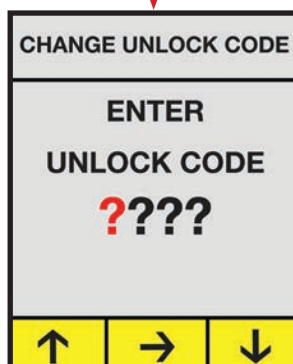 CHANGE UNLOCK CODE
ENTER
UNLOCK CODE
????
↑ → ↓